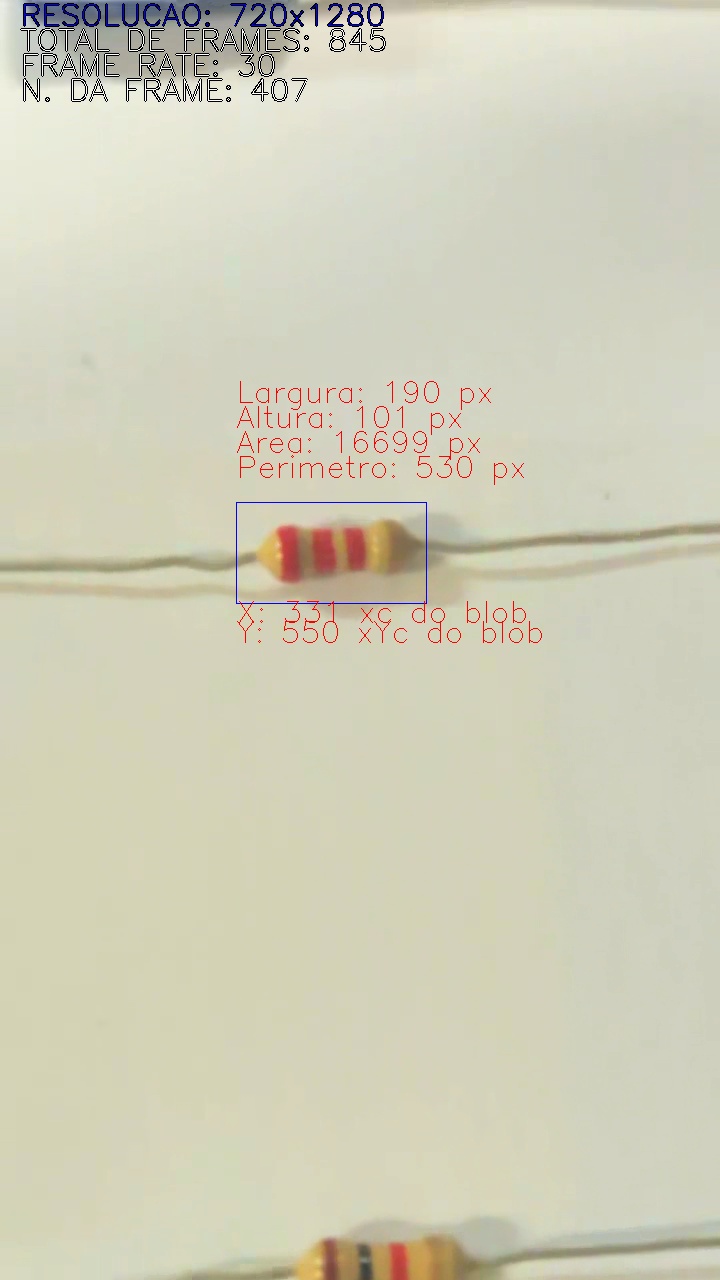 RESOLUCAO: 720x1280
TOTAL DE FRAMES: 845
FRAME RATE: 30
N. DA FRAME: 407
Largura: 190 px
Altura: 101 px
Area: 16699 px
Perimetro: 530 px
X: 331 xc do blob
Y: 550 xYc do blob